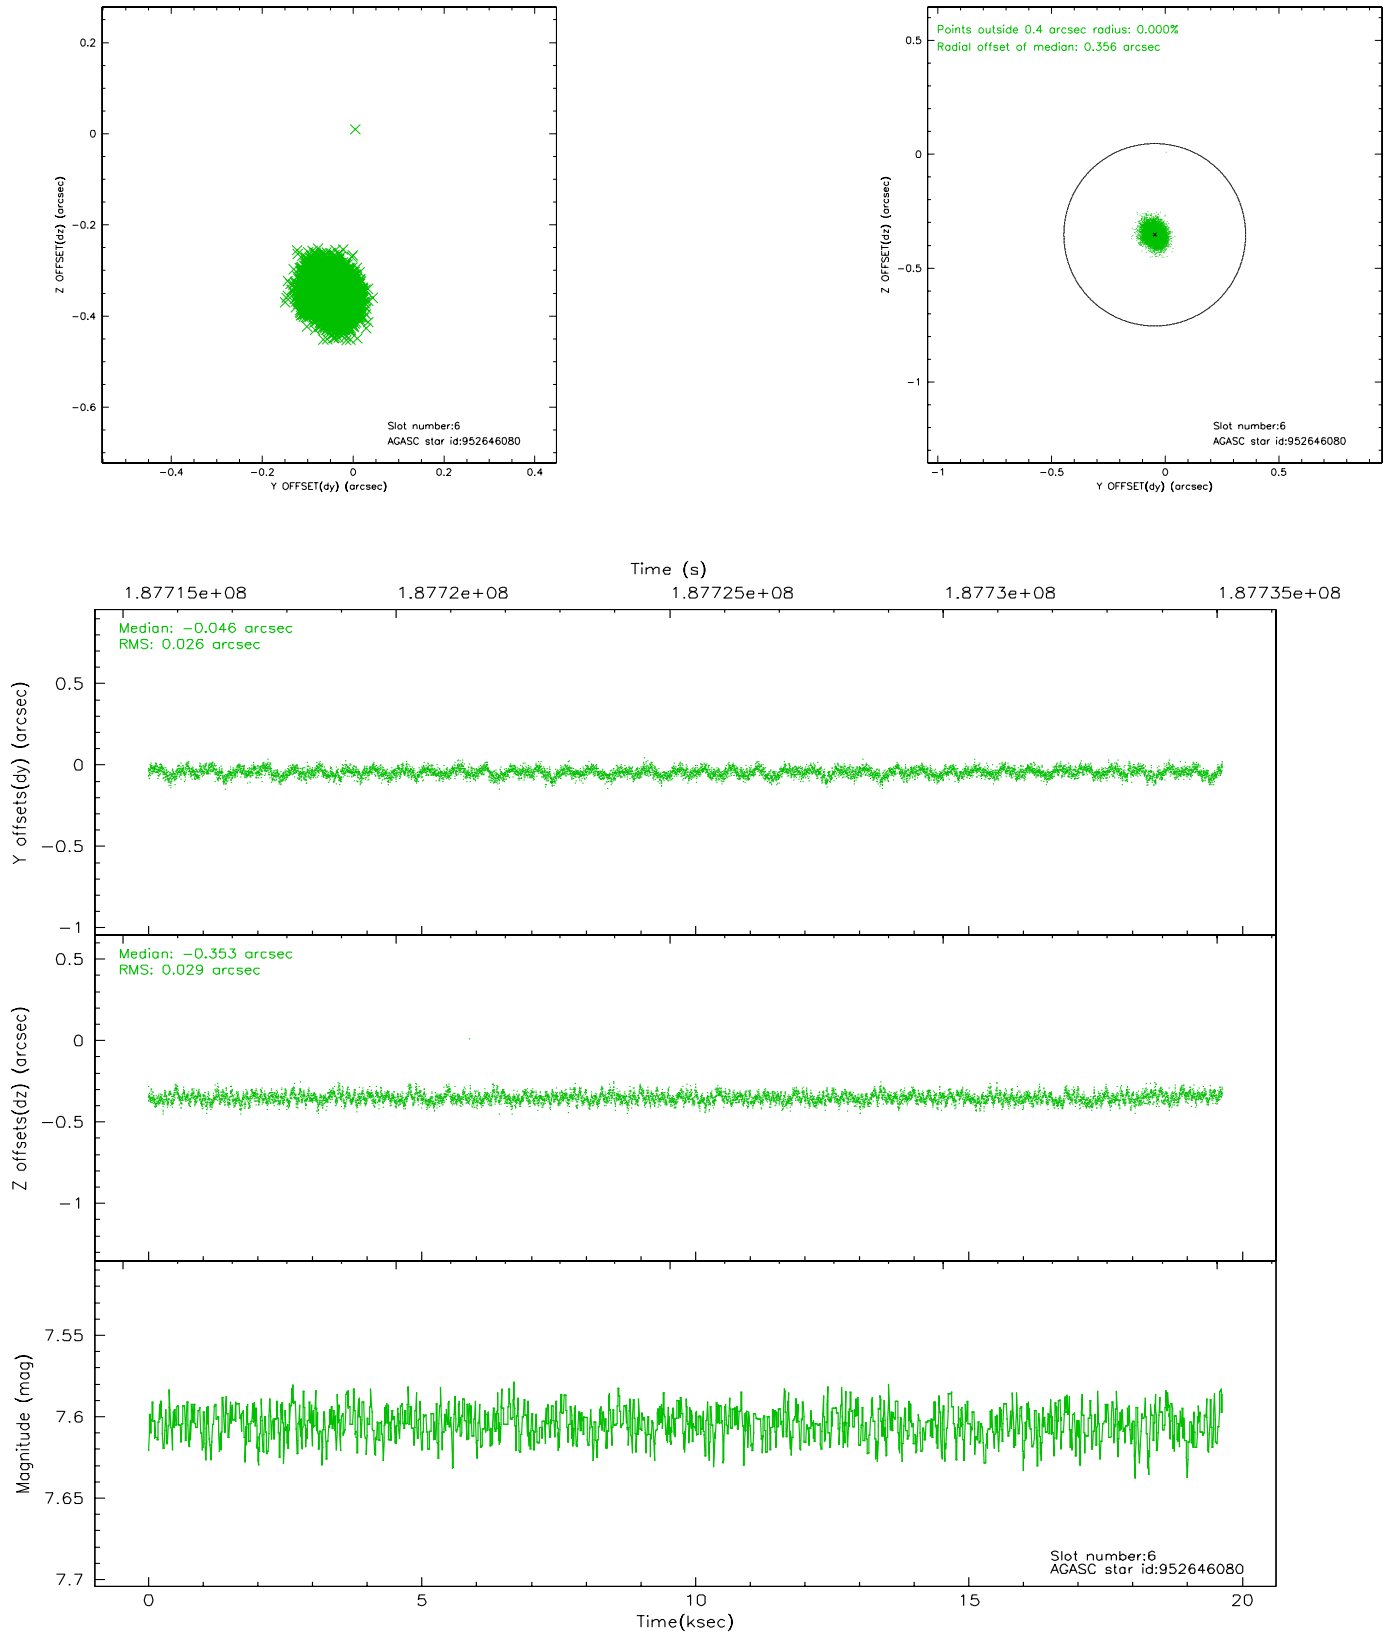 0.2
0
−0.2
−0.4
−0.6
Z OFFSET(dz) (arcsec)
Slot number:6
AGASC star id:952646080
−0.4
−0.2
0
0.2
0.4
Y OFFSET(dy) (arcsec)
Points outside 0.4 arcsec radius: 0.000%
Radial offset of median: 0.356 arcsec
0.5
0
−0.5
−1
Z OFFSET(dz) (arcsec)
Slot number:6
AGASC star id:952646080
−1
−0.5
0
0.5
Y OFFSET(dy) (arcsec)
Time (s)
1.87715e+08
1.8772e+08
1.87725e+08
1.8773e+08
1.87735e+08
Median: −0.046 arcsec
RMS: 0.026 arcsec
0.5
0
−0.5
−1
Y offsets(dy) (arcsec)
Median: −0.353 arcsec
RMS: 0.029 arcsec
0.5
0
−0.5
−1
Z offsets(dz) (arcsec)
7.55
7.6
7.65
7.7
Magnitude (mag)
Slot number:6
AGASC star id:952646080
0
5
10
15
20
Time(ksec)